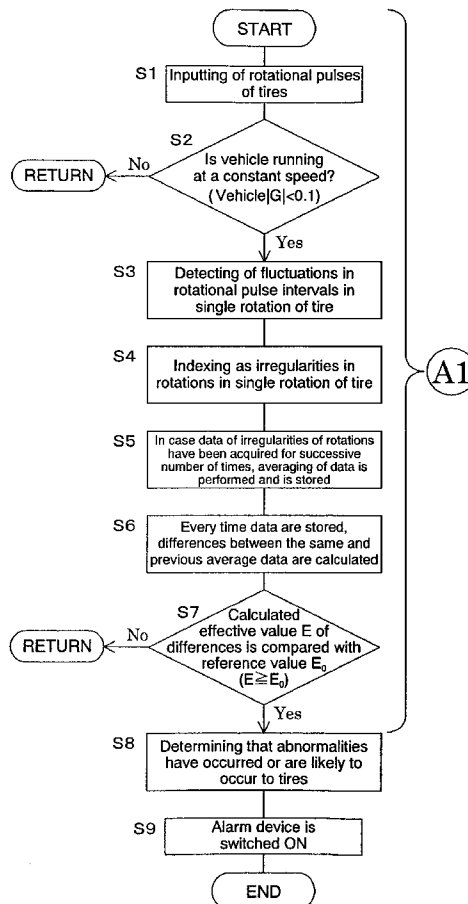 START
S1
Inputting of rotational pulses
of tires
S2
Is vehicle running
at a constant speed?
(Vehicle|G|<0.1)
No
RETURN
Yes
S3
Detecting of fluctuations in
rotational pulse intervals in
single rotation of tire
S4
Indexing as irregularities in
rotations in single rotation of tire
A1
S5
In case data of irregularities of rotations
have been acquired for successive
number of times, averaging of data is
performed and is stored
S6
Every time data are stored,
differences between the same and
previous average data are calculated
S7
Calculated
effective value E of
differences is compared with
reference value E₀
(E≧E₀)
No
RETURN
Yes
S8
Determining that abnormalities
have occurred or are likely to
occur to tires
S9
Alarm device is
switched ON
END